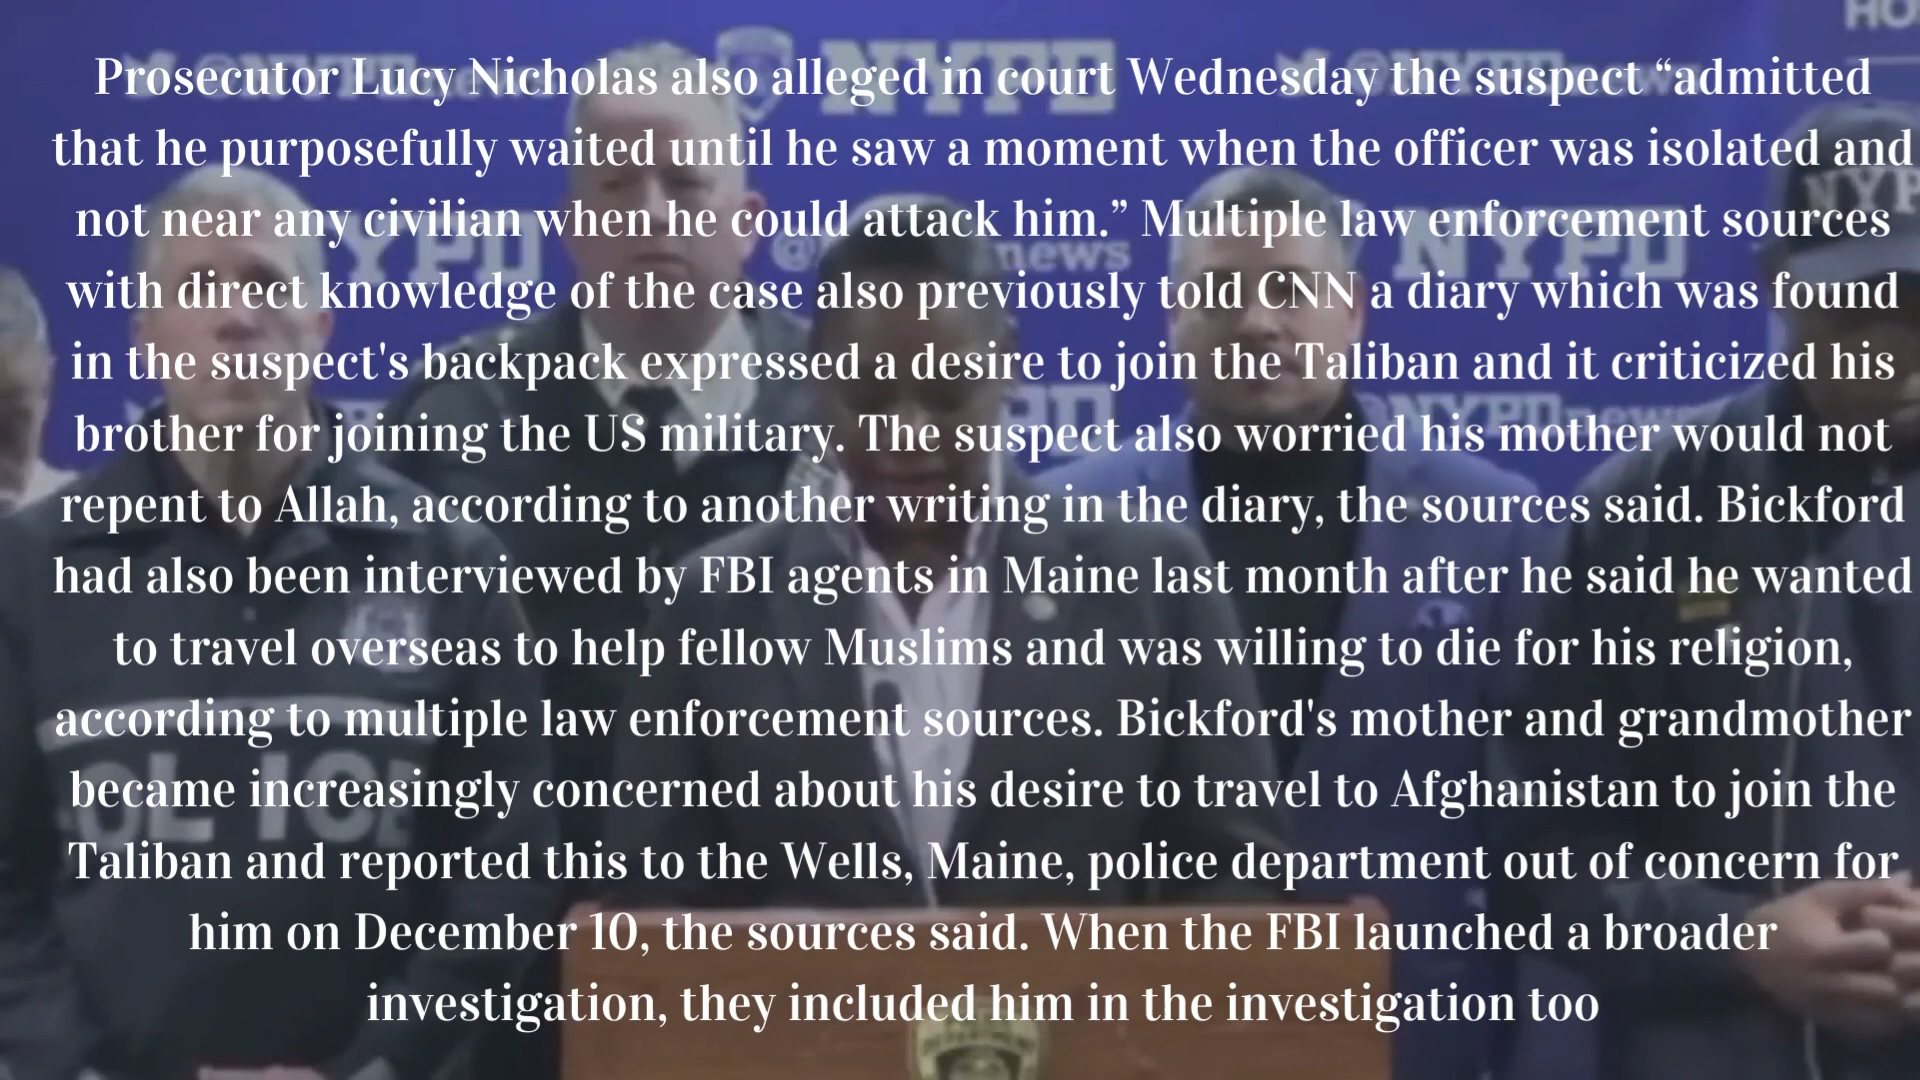 Prosecutor Lucy Nicholas also alleged in court Wednesday the suspect “admitted
that he purposefully waited until he saw a moment when the officer was isolated and
not near any civilian when he could attack him.” Multiple law enforcement sources
with direct knowledge of the case also previously told CNN a diary which was found
in the suspect's backpack expressed a desire to join the Taliban and it criticized his
brother for joining the US military. The suspect also worried his mother would not
repent to Allah, according to another writing in the diary, the sources said. Bickford
had also been interviewed by FBI agents in Maine last month after he said he wanted
to travel overseas to help fellow Muslims and was willing to die for his religion,
according to multiple law enforcement sources. Bickford's mother and grandmother
became increasingly concerned about his desire to travel to Afghanistan to join the
Taliban and reported this to the Wells, Maine, police department out of concern for
him on December 10, the sources said. When the FBI launched a broader
investigation, they included him in the investigation too
NYPD
NYPD
NYPD
news